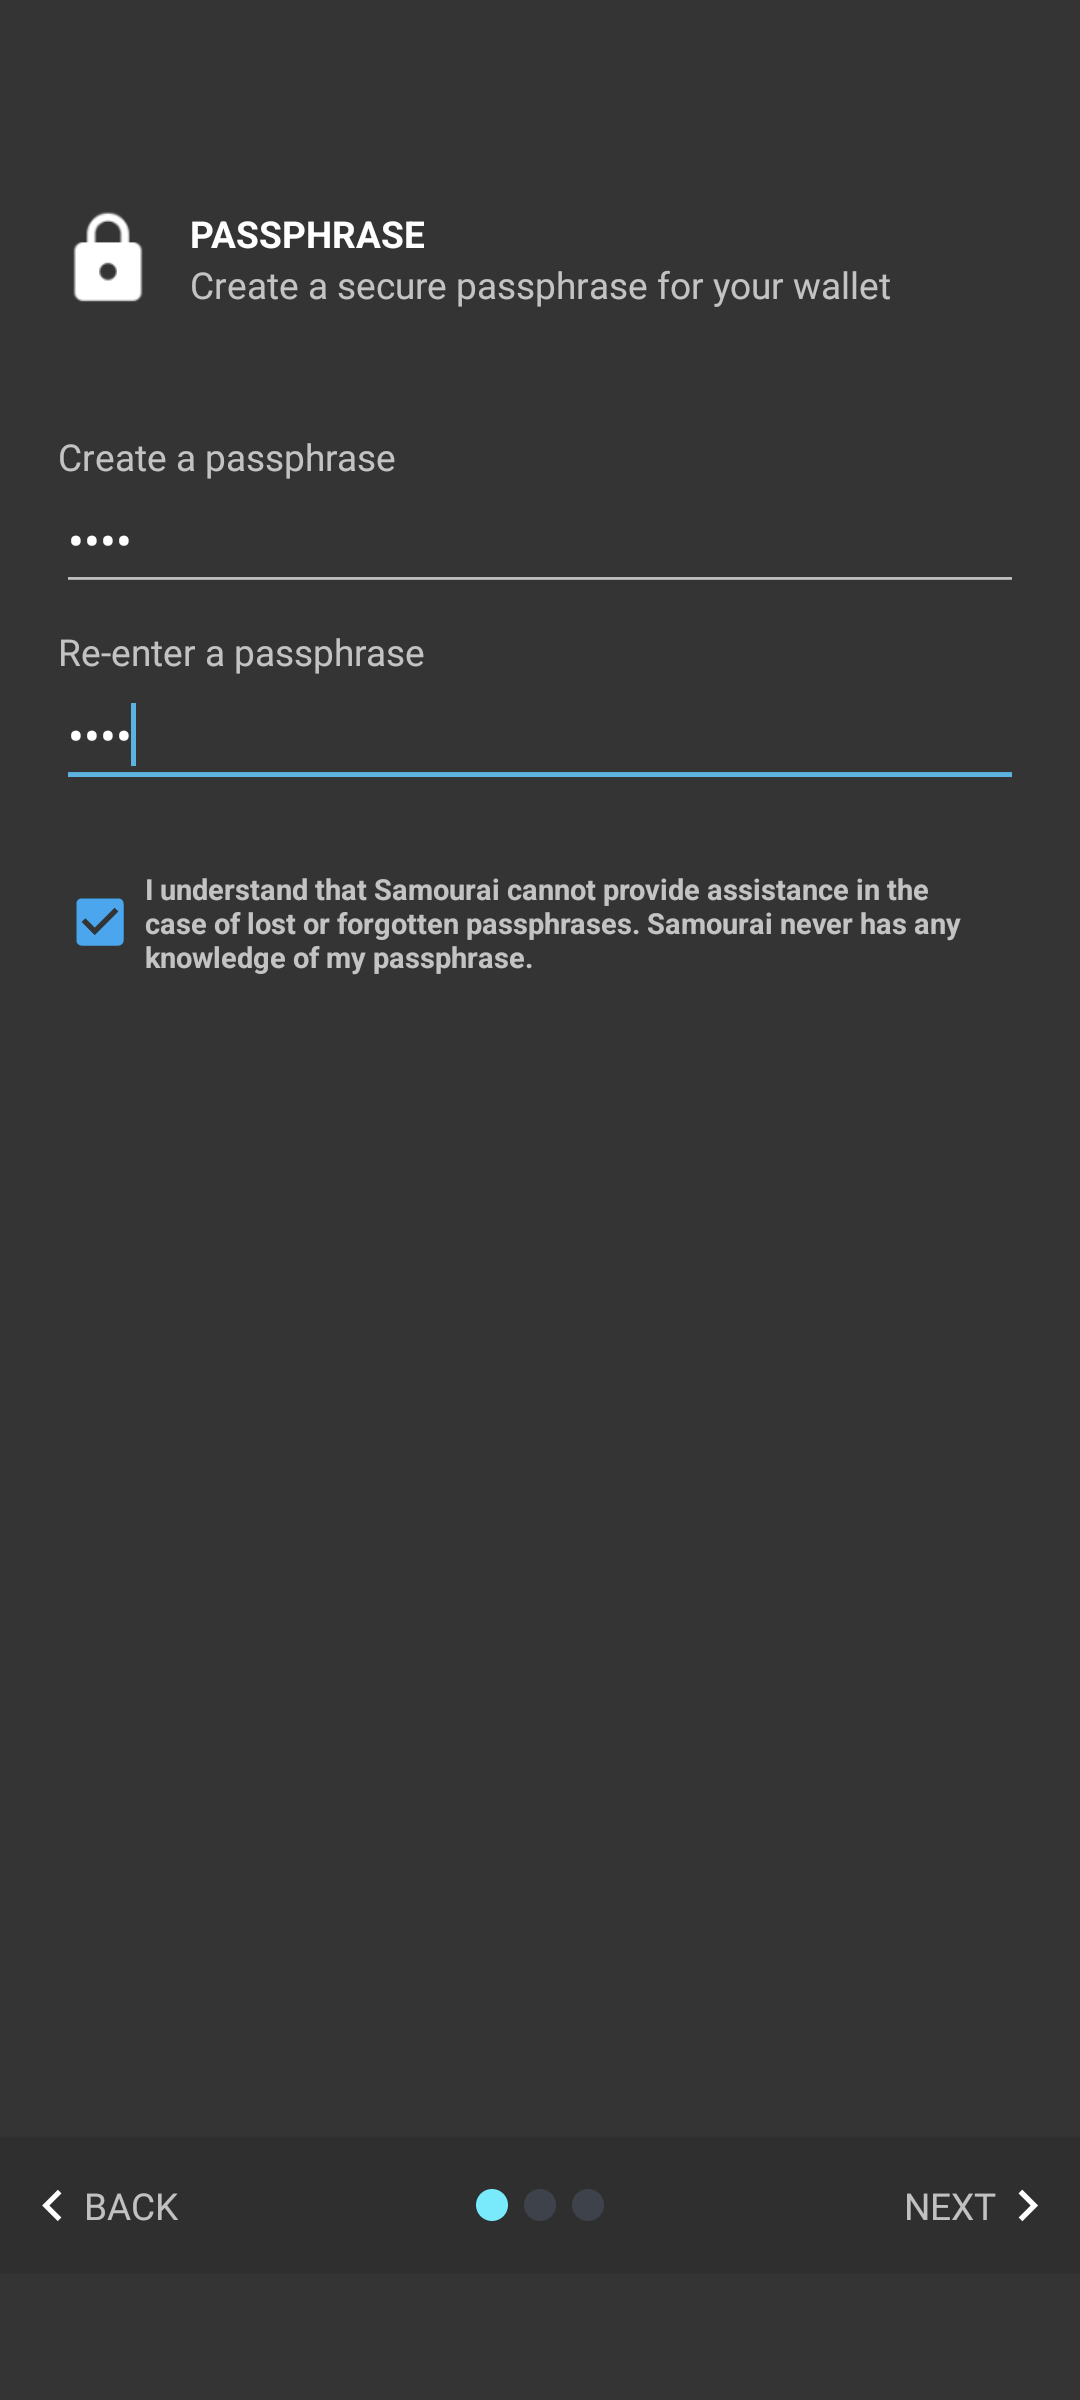 PASSPHRASE
Create a secure passphrase for your wallet
Create a passphrase
••••
Re-enter a passphrase
••••
I understand that Samourai cannot provide assistance in the
case of lost or forgotten passphrases. Samourai never has any
knowledge of my passphrase.
BACK
NEXT